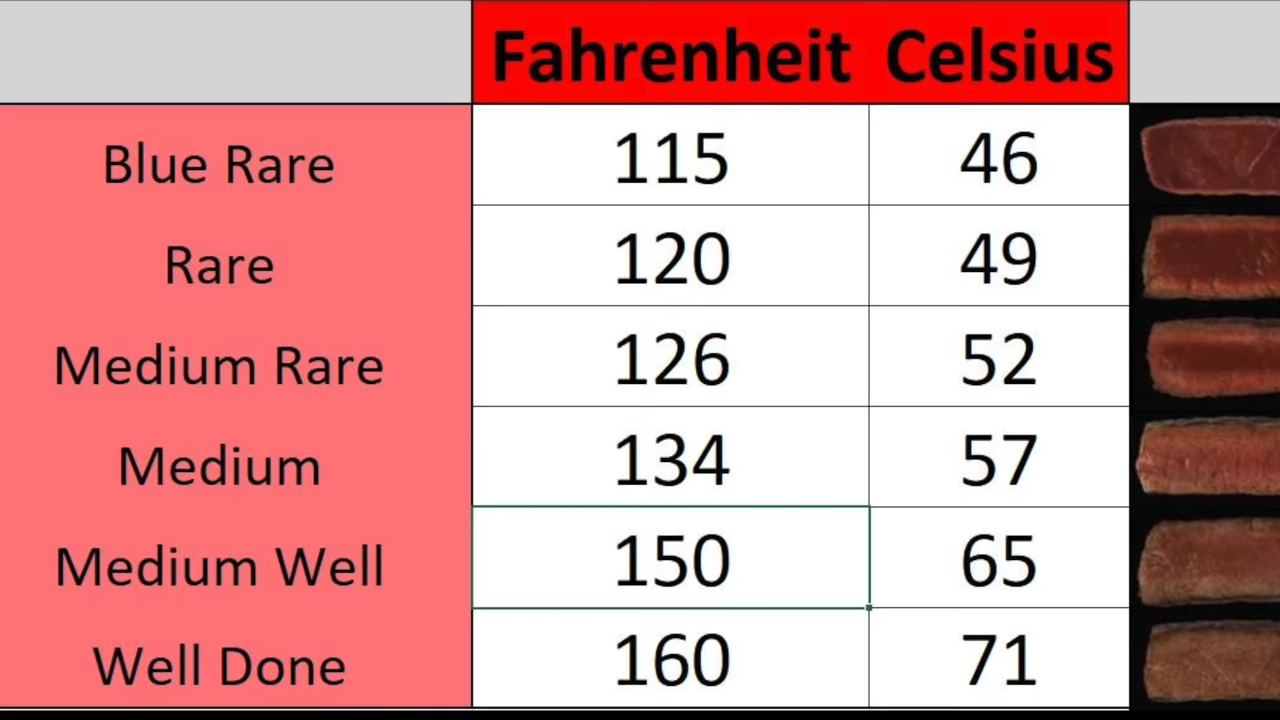 Fahrenheit Celsius
Blue Rare 115 46
Rare 120 49
Medium Rare 126 52
Medium 134 57
Medium Well 150 65
Well Done 160 71